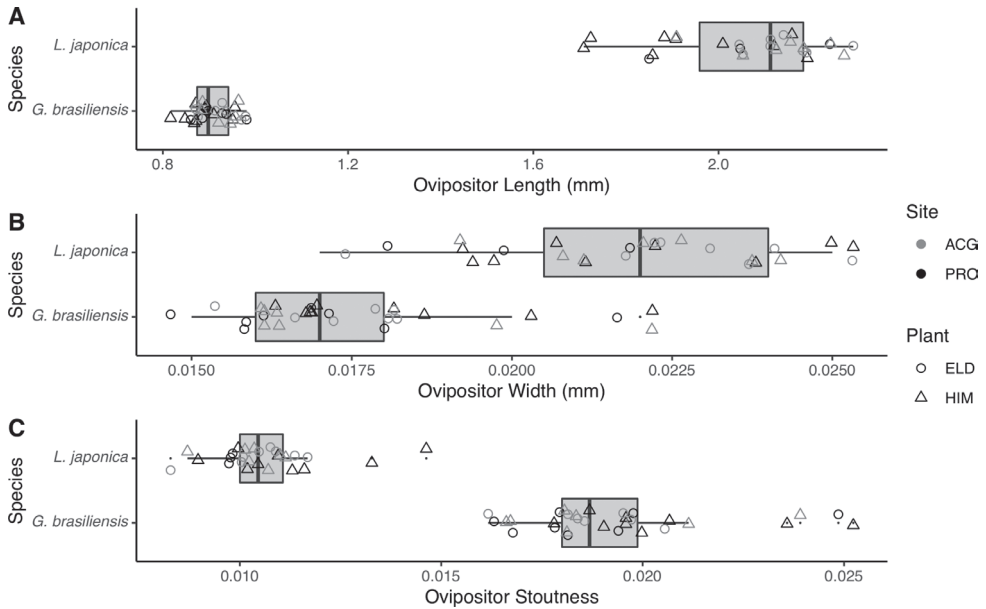 A
Species
L. japonica
G. brasiliensis
0.8 1.2 1.6 2.0
Ovipositor Length (mm)
B
Species
L. japonica
G. brasiliensis
0.0150 0.0175 0.0200 0.0225 0.0250
Ovipositor Width (mm)
Site
ACG
PRO
Plant
ELD
HIM
C
Species
L. japonica
G. brasiliensis
0.010 0.015 0.020 0.025
Ovipositor Stoutness